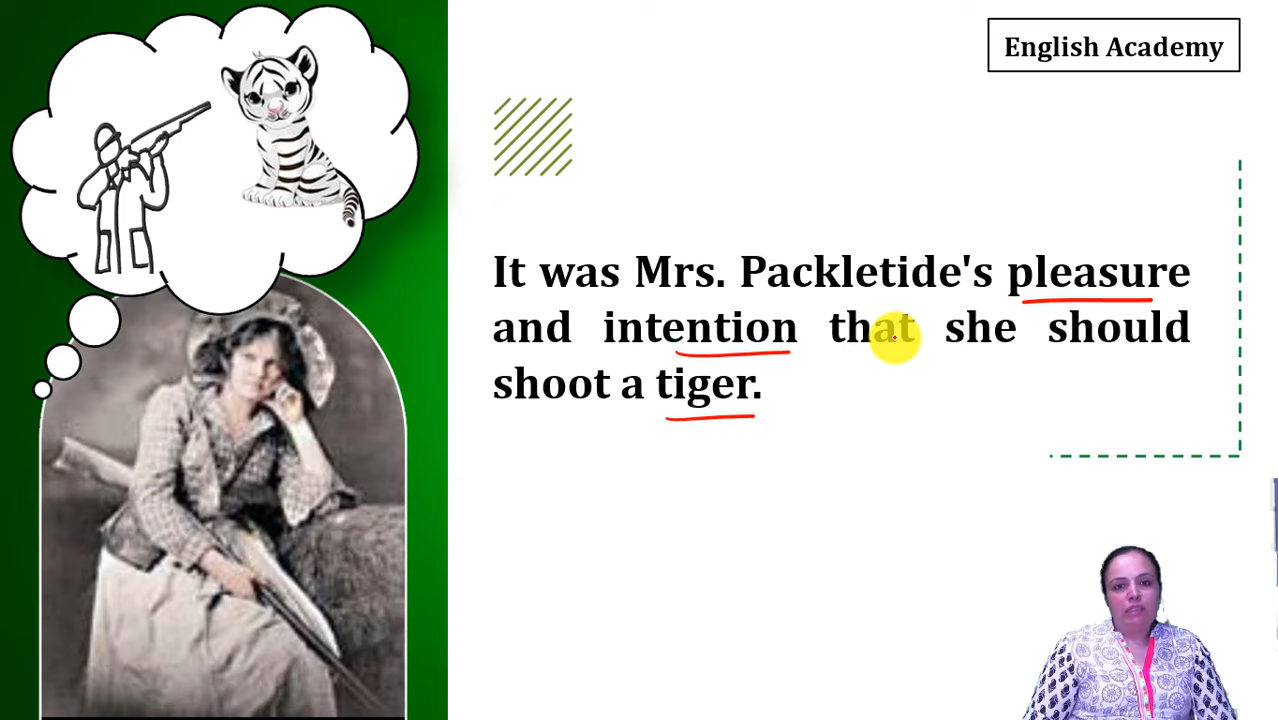 English Academy
It was Mrs. Packletide's pleasure
and intention that she should
shoot a tiger.